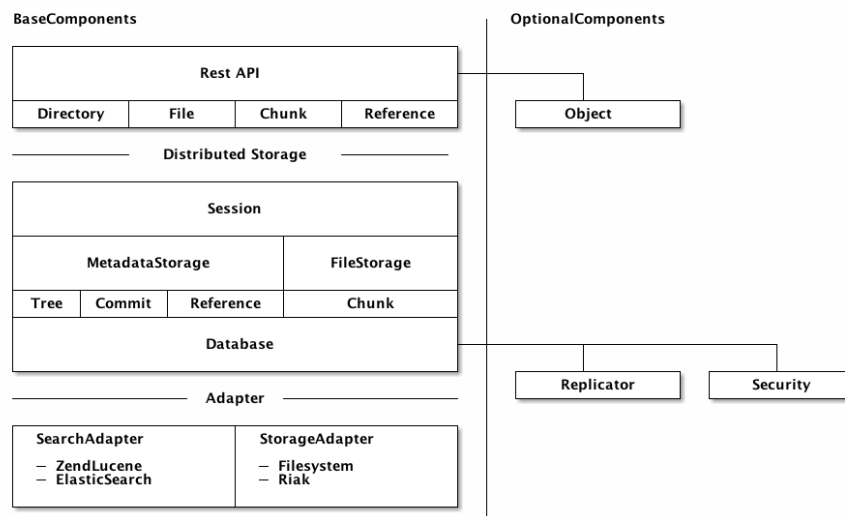 BaseComponents
OptionalComponents
Rest API
Directory File Chunk Reference
Object
Distributed Storage
Session
MetadataStorage FileStorage
Tree Commit Reference Chunk
Database
Replicator Security
Adapter
SearchAdapter
– ZendLucene
– ElasticSearch
StorageAdapter
– Filesystem
– Riak